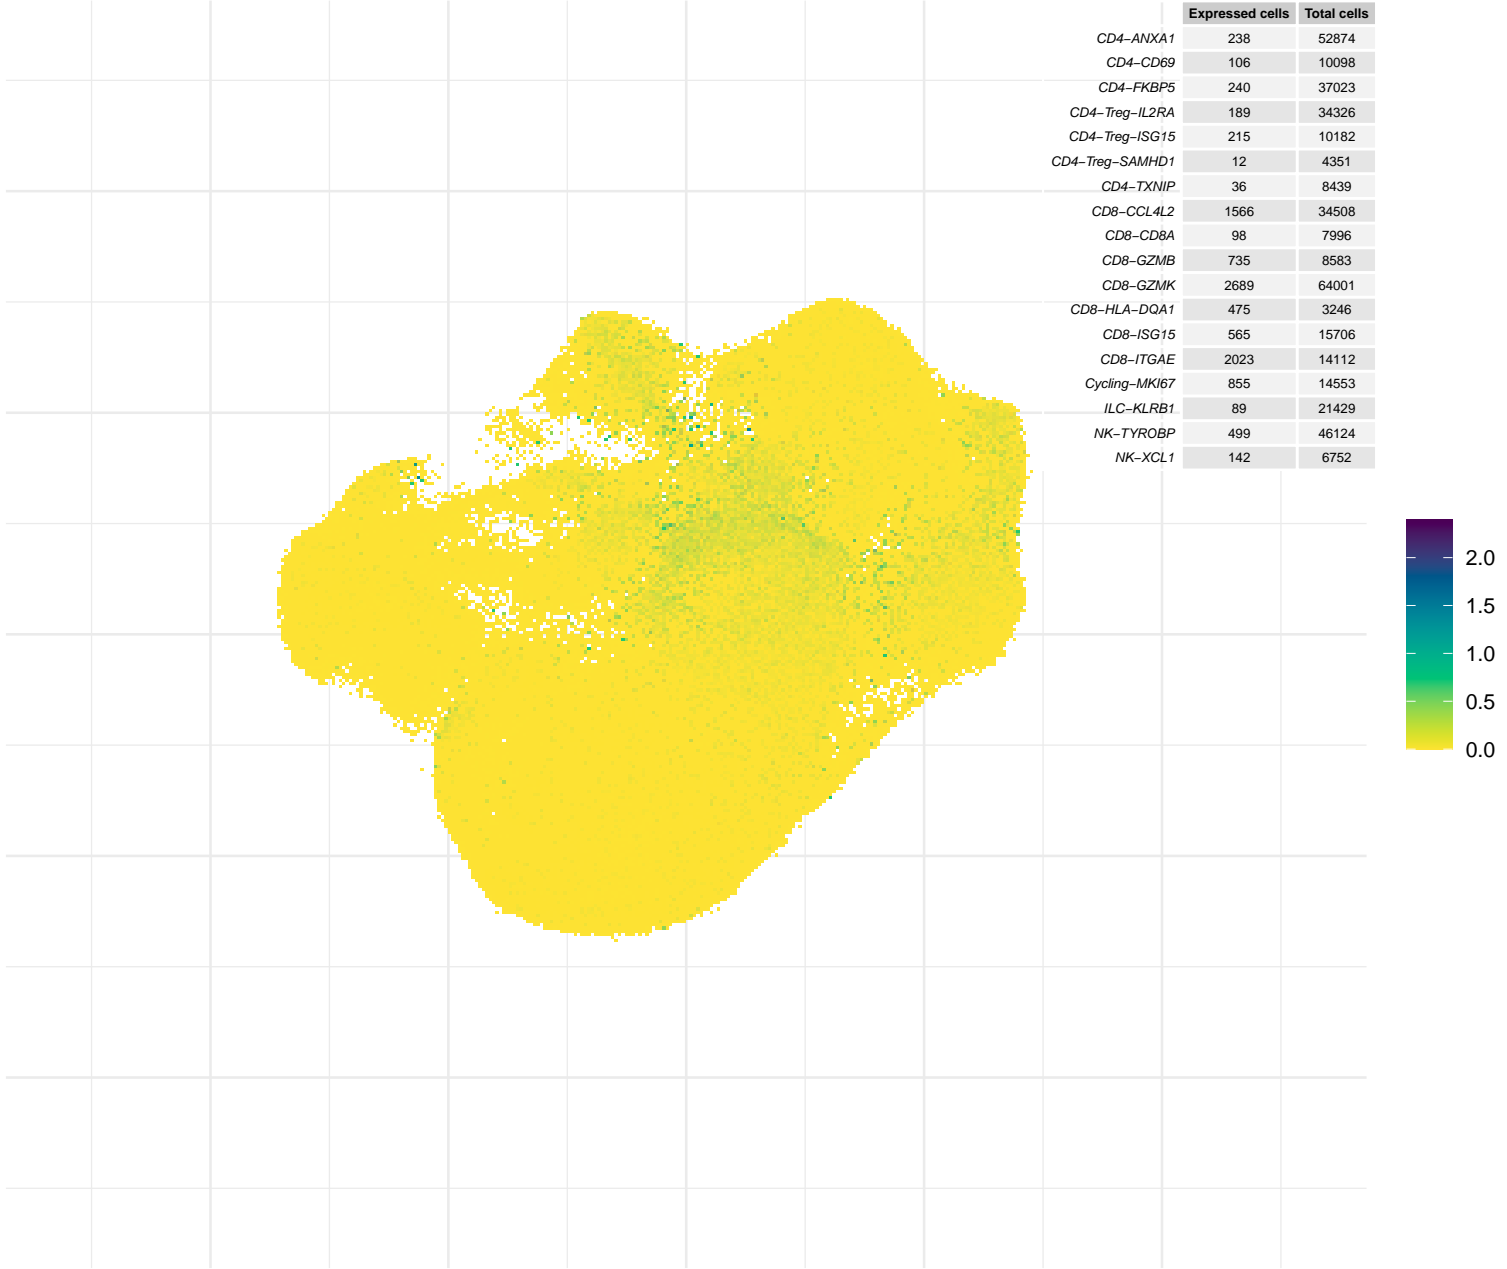 Expressed cells Total cells
CD4−ANXA1 238 52874
CD4−CD69 106 10098
CD4−FKBP5 240 37023
CD4−Treg−IL2RA 189 34326
CD4−Treg−ISG15 215 10182
CD4−Treg−SAMHD1 12 4351
CD4−TXNIP 36 8439
CD8−CCL4L2 1566 34508
CD8−CD8A 98 7996
CD8−GZMB 735 8583
CD8−GZMK 2689 64001
CD8−HLA−DQA1 475 3246
CD8−ISG15 565 15706
CD8−ITGAE 2023 14112
Cycling−MKI67 855 14553
ILC−KLRB1 89 21429
NK−TYROBP 499 46124
NK−XCL1 142 6752
2.0
1.5
1.0
0.5
0.0